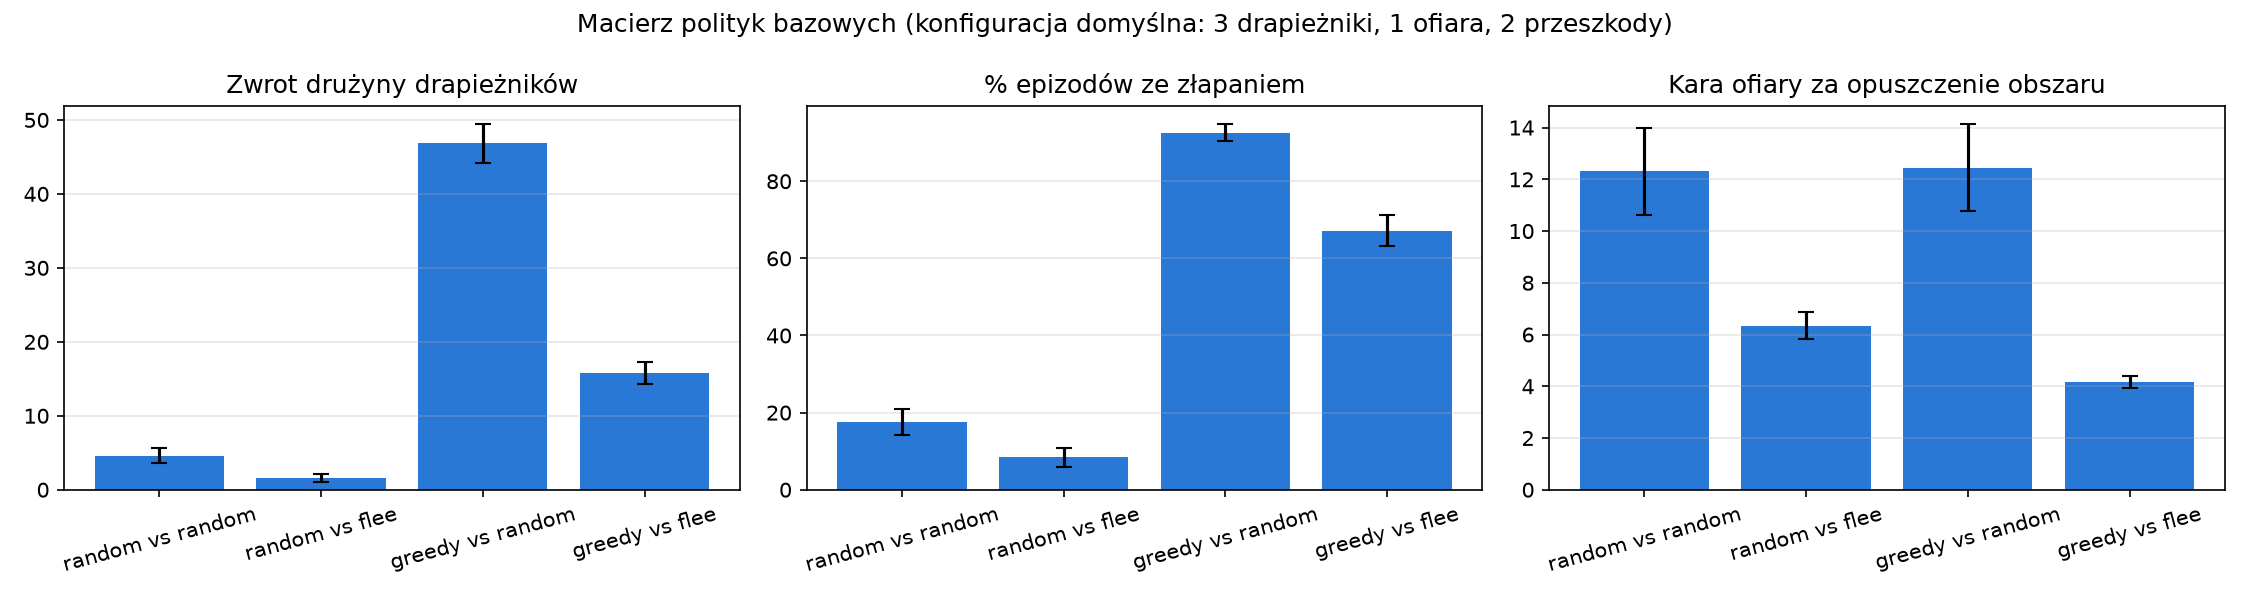 Macierz polityk bazowych (konfiguracja domyślna: 3 drapieżniki, 1 ofiara, 2 przeszkody)
Zwrot drużyny drapieżników
50
40
30
20
10
0
random vs random
random vs flee
greedy vs random
greedy vs flee
% epizodów ze złapaniem
80
60
40
20
0
random vs random
random vs flee
greedy vs random
greedy vs flee
Kara ofiary za opuszczenie obszaru
14
12
10
8
6
4
2
0
random vs random
random vs flee
greedy vs random
greedy vs flee